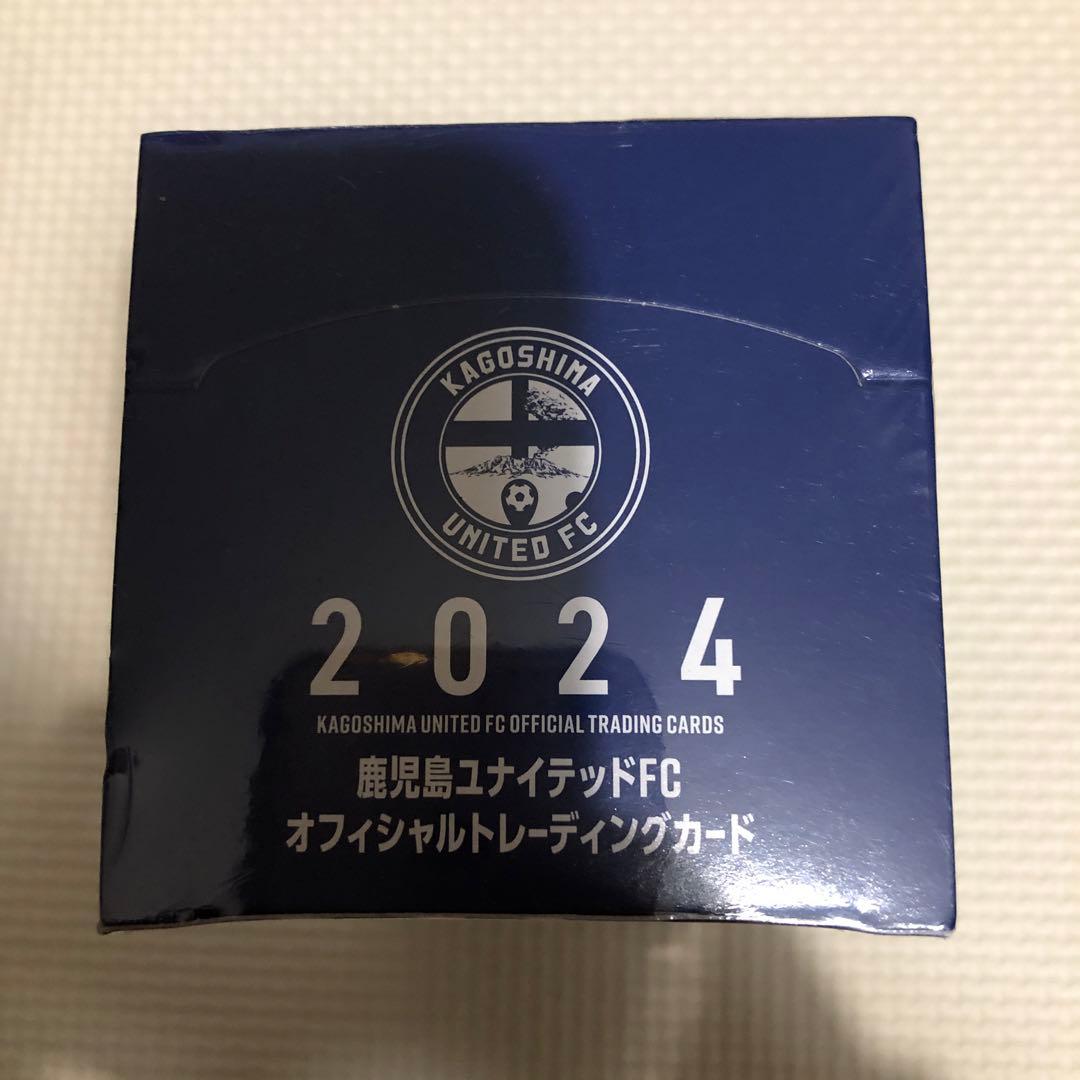 KAGOSHIMA
UNITED FC
2024
KAGOSHIMA UNITED FC OFFICIAL TRADING CARDS
鹿児島ユナイテッドFC
オフィシャルトレーディングカード